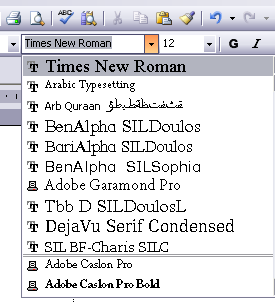 Times New Roman 12 G I
Times New Roman
Arabic Typesetting
Arb Quraan
BenAlpha SILDoulos
BariAlpha SILDoulos
BenAlpha SILSophia
Adobe Garamond Pro
Tbb D SILDoulosL
DejaVu Serif Condensed
SIL BF-Charis SILC
Adobe Caslon Pro
Adobe Caslon Pro Bold